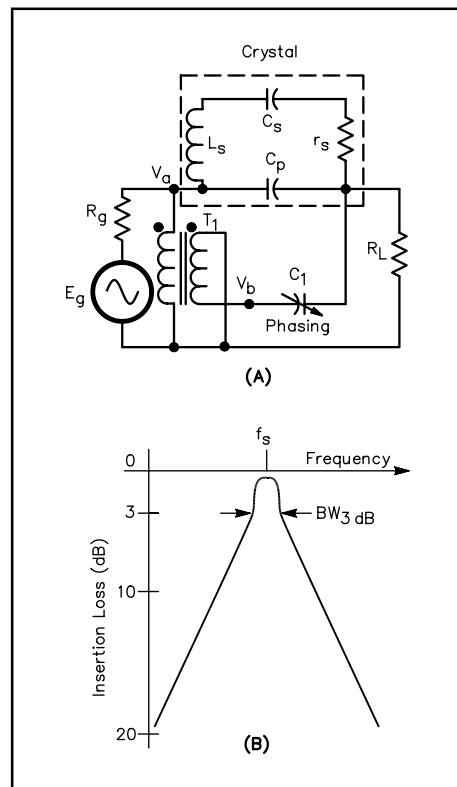 Crystal
C_s
L_s
r_s
C_p
V_a
R_g
T_1
R_L
E_g
V_b
C_1
Phasing
(A)
f_s
0
Frequency
3
BW_3 dB
10
Insertion Loss (dB)
20
(B)